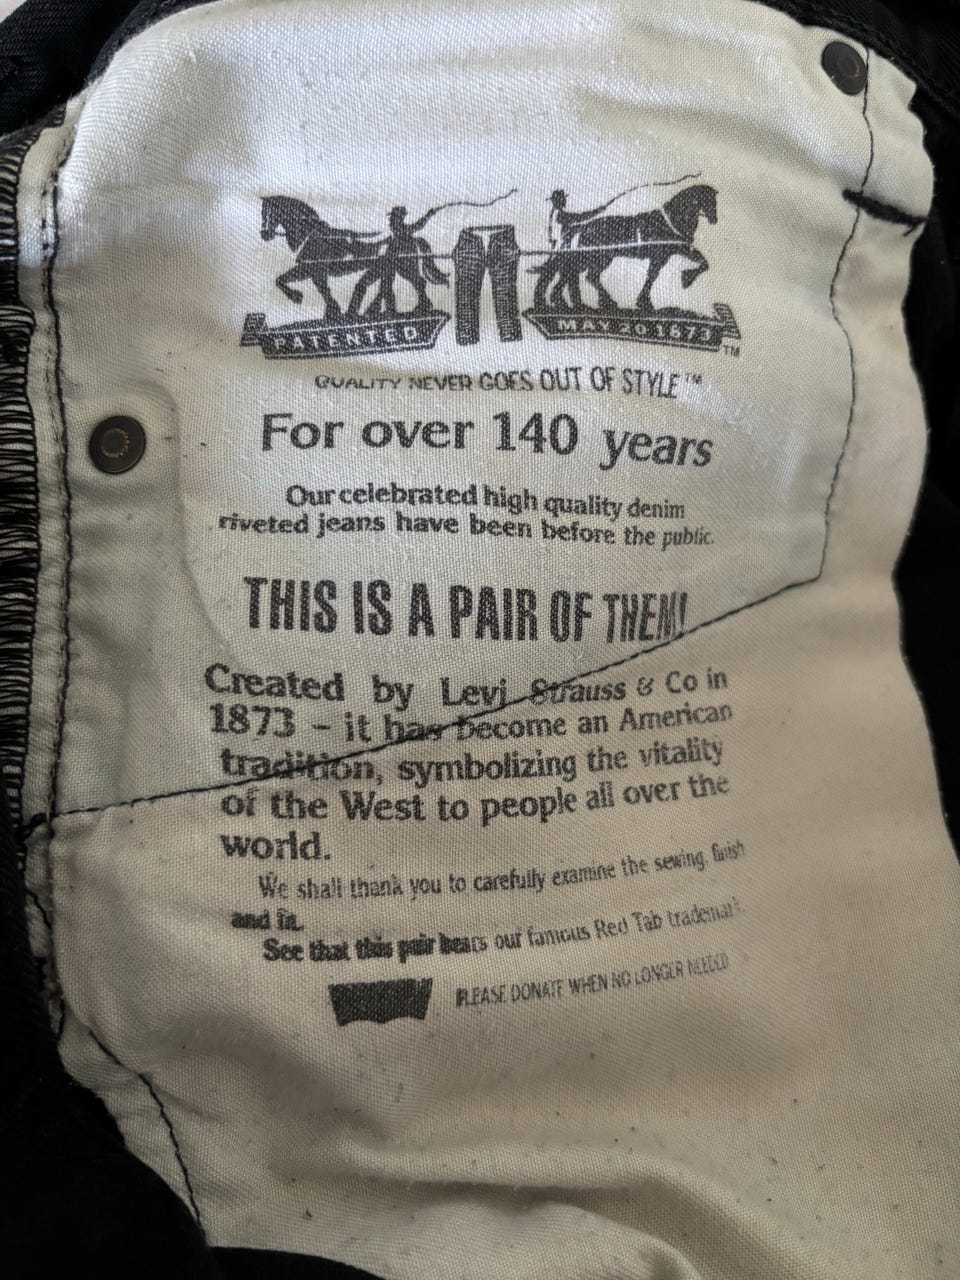 PATENTED MAY 20 1873 TM
QUALITY NEVER GOES OUT OF STYLE™
For over 140 years
Our celebrated high quality denim
riveted jeans have been before the public.
THIS IS A PAIR OF THEM!
Created by Levi Strauss & Co in
1873 – it has become an American
tradition, symbolizing the vitality
of the West to people all over the
world.
We shall thank you to carefully examine the sewing, finish
and
See that this pair bears our famous Red Tab trademark.
PLEASE DONATE WHEN NO LONGER NEEDED